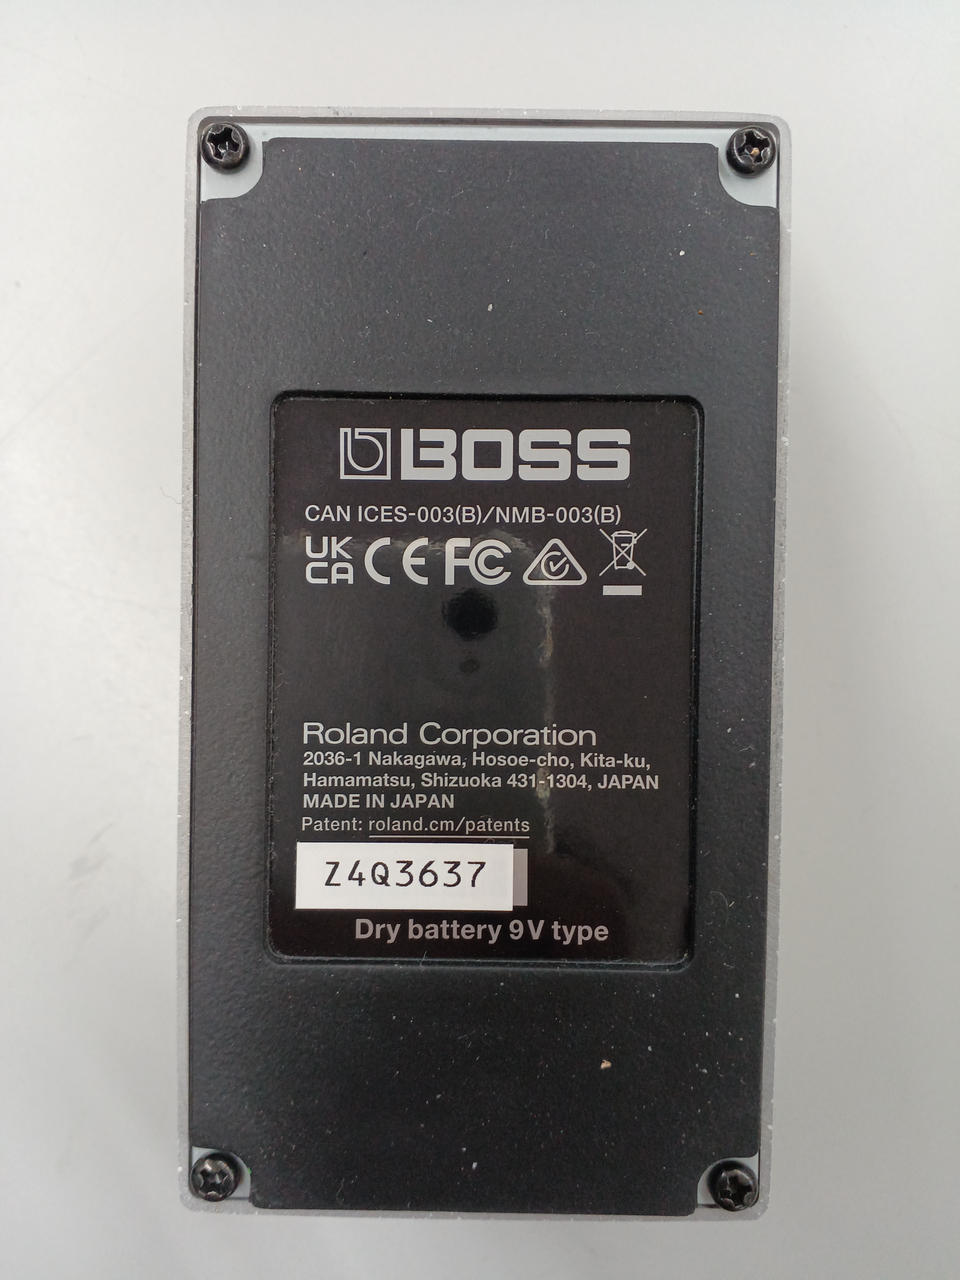 BOSS
CAN ICES-003(B)/NMB-003(B)
UK
CA CE FC
Roland Corporation
2036-1 Nakagawa, Hosoe-cho, Kita-ku,
Hamamatsu, Shizuoka 431-1304, JAPAN
MADE IN JAPAN
Patent: roland.cm/patents
Z4Q3637
Dry battery 9V type